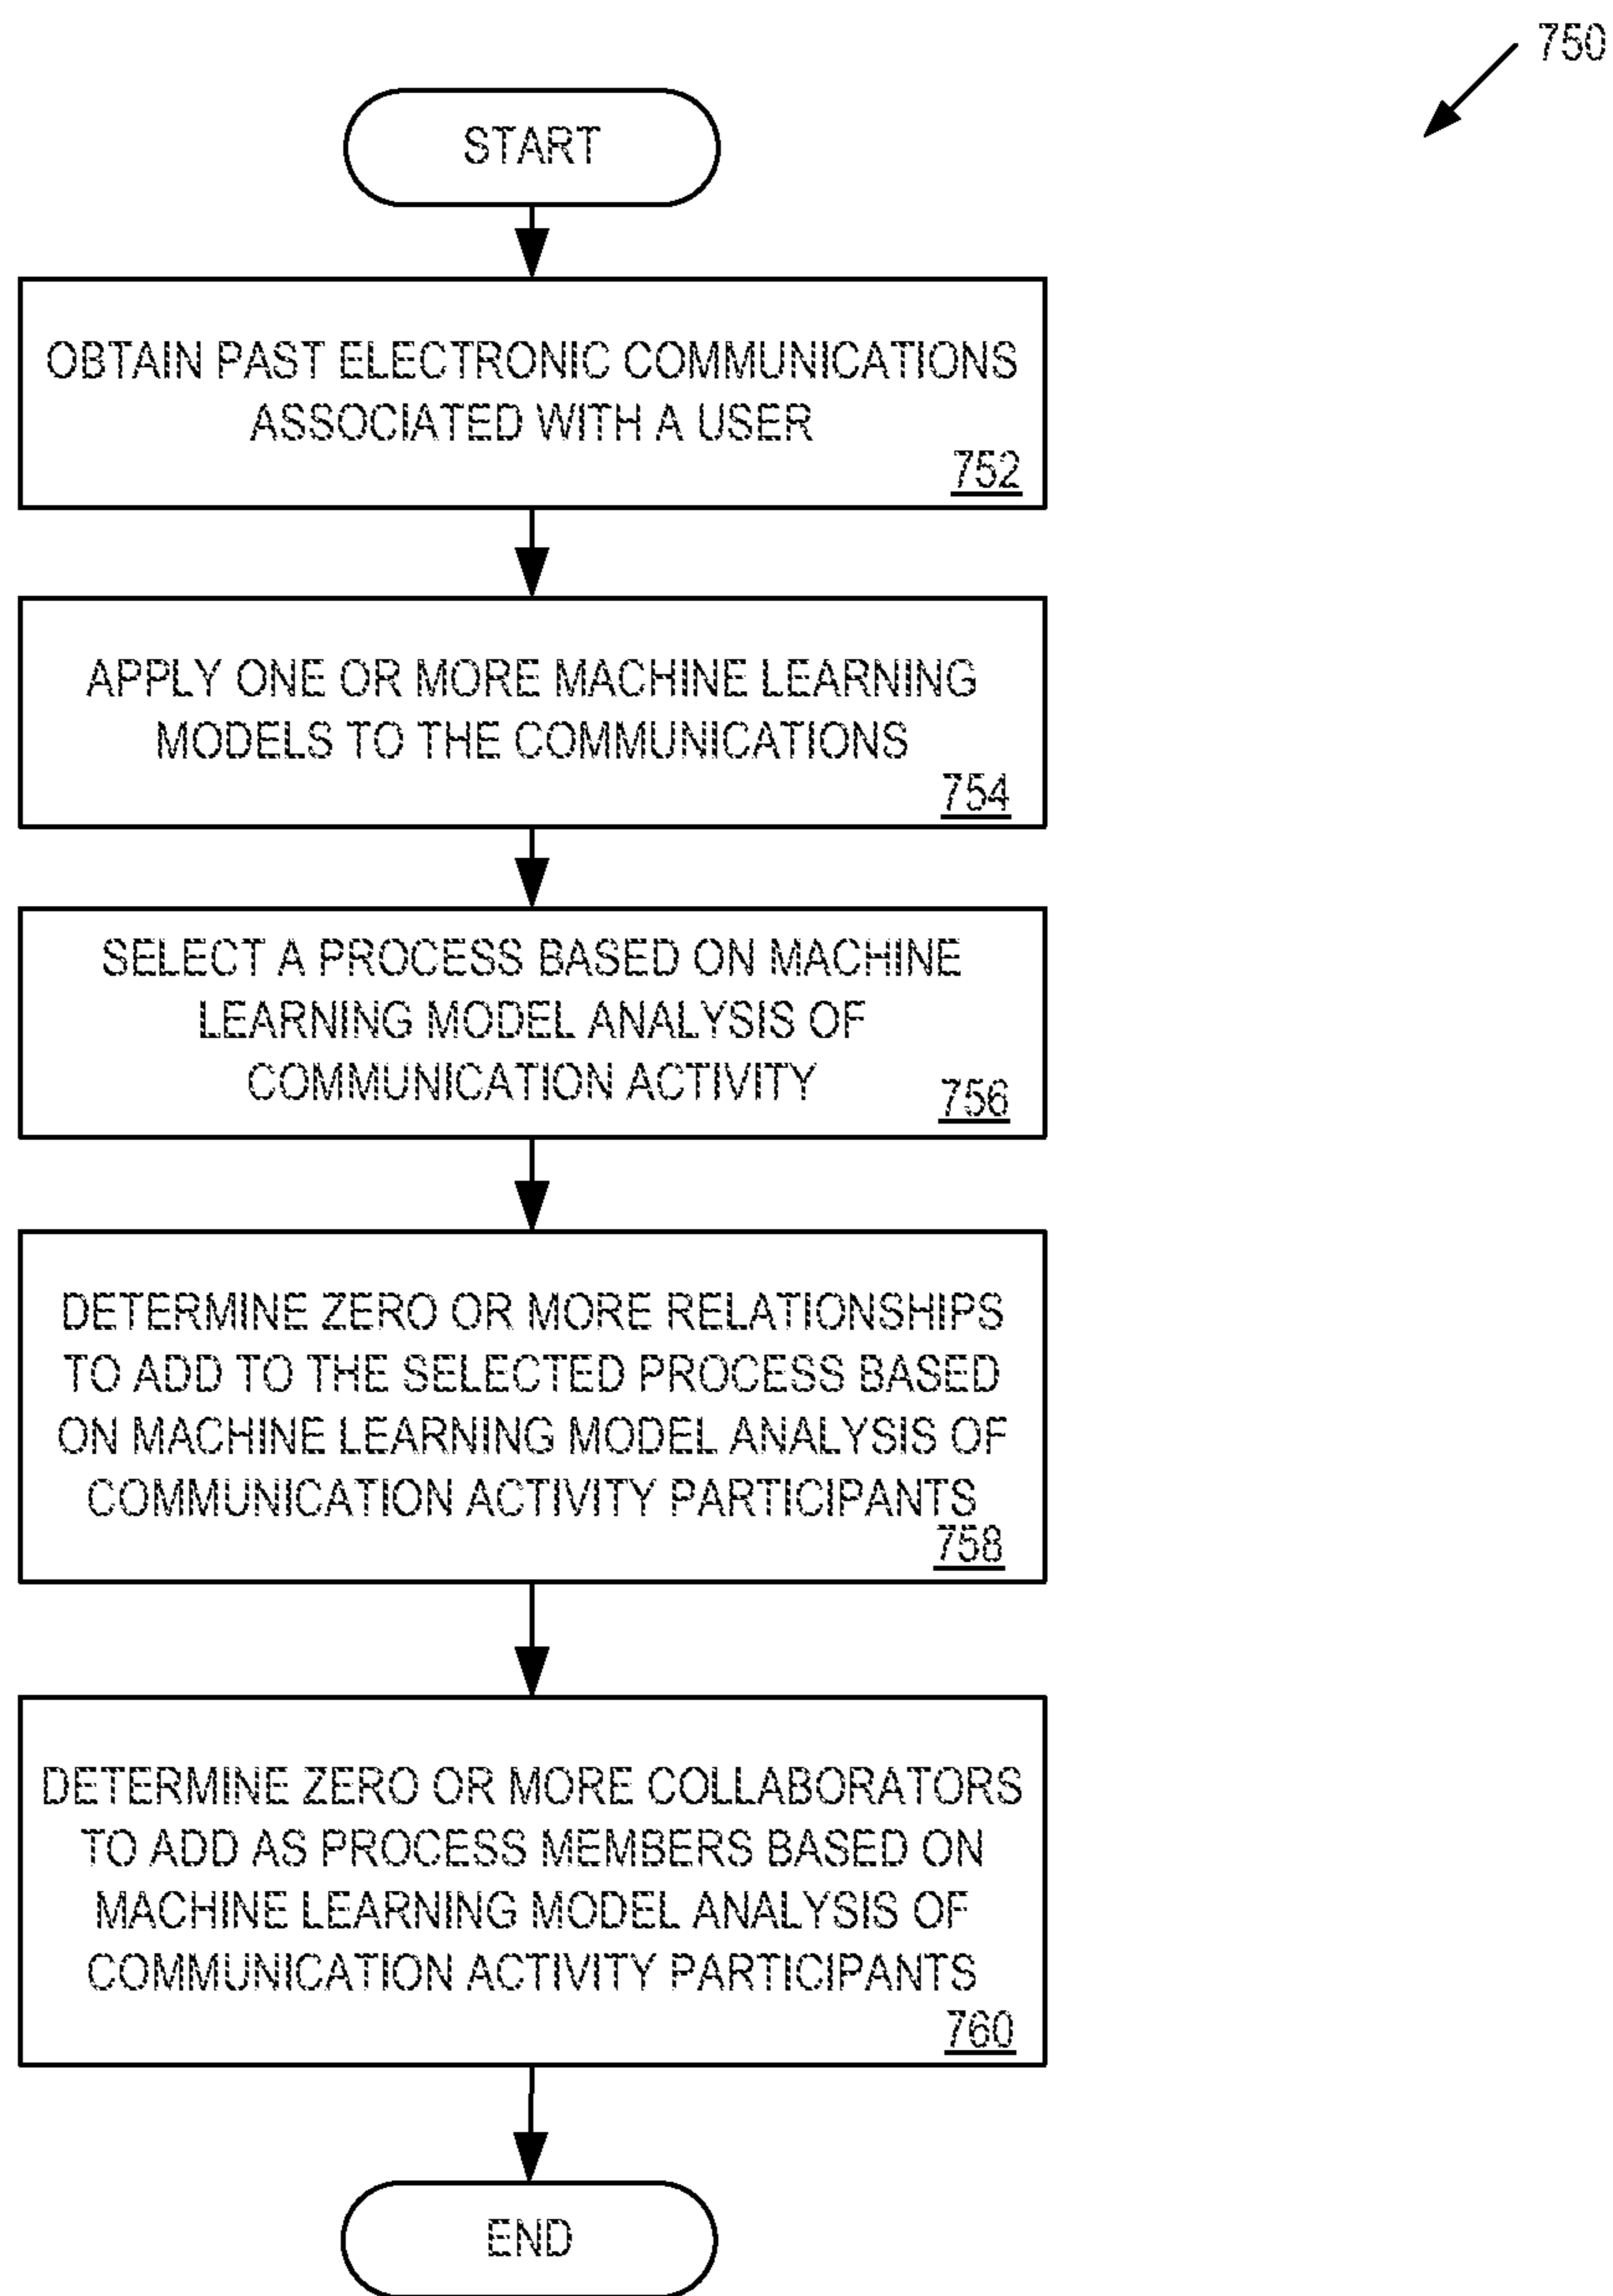 750
START
OBTAIN PAST ELECTRONIC COMMUNICATIONS
ASSOCIATED WITH A USER
752
APPLY ONE OR MORE MACHINE LEARNING
MODELS TO THE COMMUNICATIONS
754
SELECT A PROCESS BASED ON MACHINE
LEARNING MODEL ANALYSIS OF
COMMUNICATION ACTIVITY
756
DETERMINE ZERO OR MORE RELATIONSHIPS
TO ADD TO THE SELECTED PROCESS BASED
ON MACHINE LEARNING MODEL ANALYSIS OF
COMMUNICATION ACTIVITY PARTICIPANTS
758
DETERMINE ZERO OR MORE COLLABORATORS
TO ADD AS PROCESS MEMBERS BASED ON
MACHINE LEARNING MODEL ANALYSIS OF
COMMUNICATION ACTIVITY PARTICIPANTS
760
END